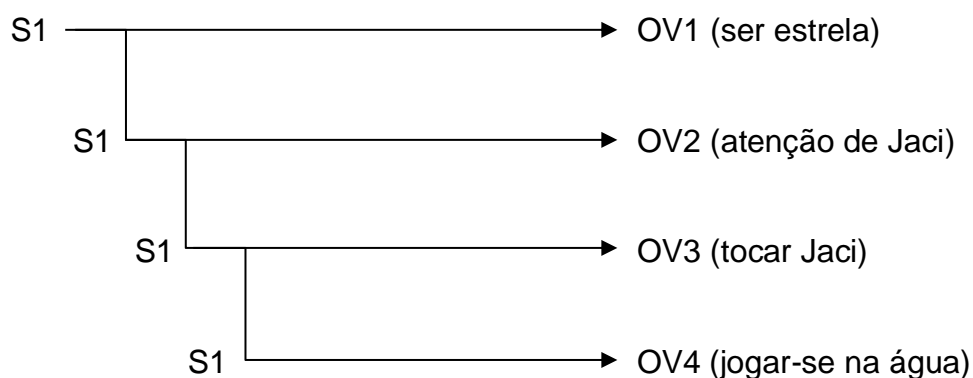 S1 OV1 (ser estrela)
S1 OV2 (atenção de Jaci)
S1 OV3 (tocar Jaci)
S1 OV4 (jogar-se na água)